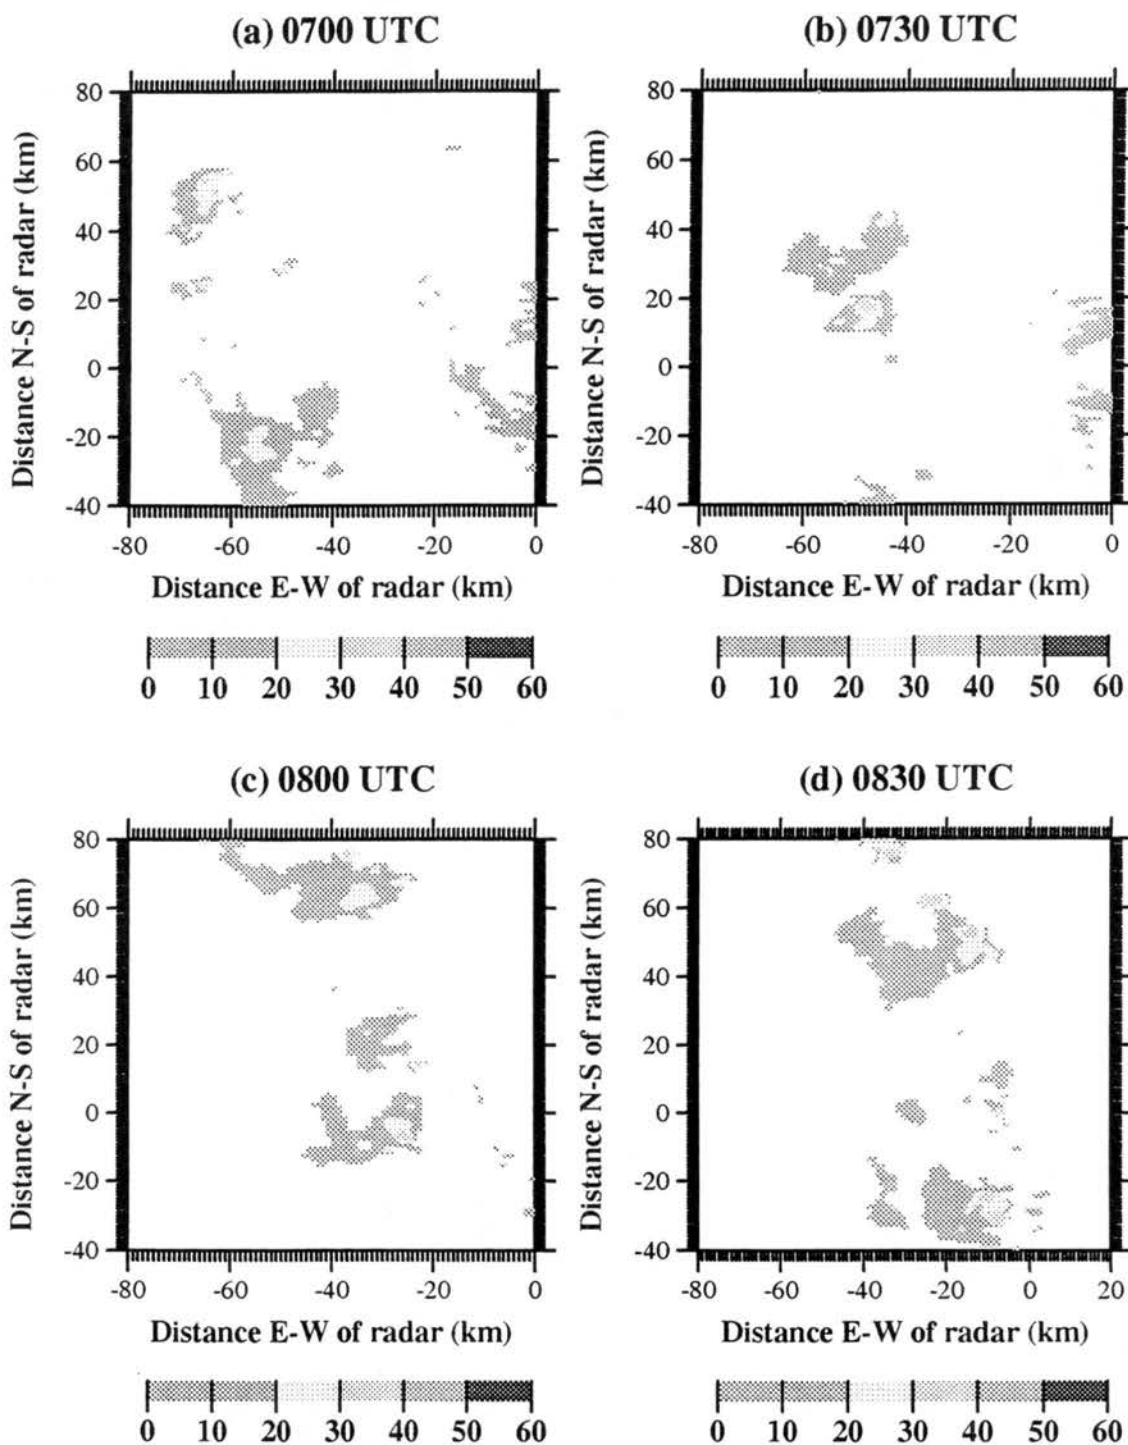 (a) 0700 UTC
(b) 0730 UTC
Distance N-S of radar (km)
80
60
40
20
0
-20
-40
-80 -60 -40 -20 0
Distance E-W of radar (km)
0 10 20 30 40 50 60
Distance N-S of radar (km)
80
60
40
20
0
-20
-40
-80 -60 -40 -20 0
Distance E-W of radar (km)
0 10 20 30 40 50 60
(c) 0800 UTC
(d) 0830 UTC
Distance N-S of radar (km)
80
60
40
20
0
-20
-40
-80 -60 -40 -20 0
Distance E-W of radar (km)
0 10 20 30 40 50 60
Distance N-S of radar (km)
80
60
40
20
0
-20
-40
-80 -60 -40 -20 0 20
Distance E-W of radar (km)
0 10 20 30 40 50 60